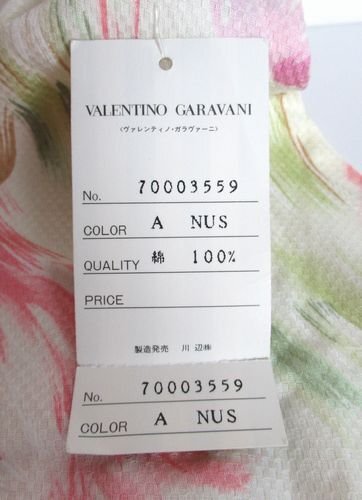 VALENTINO GARAVANI
〈ヴァレンティノ・ガラヴァーニ〉
No. 70003559
COLOR A NUS
QUALITY 綿 100%
PRICE
製造発売 川辺㈱
No. 70003559
COLOR A NUS